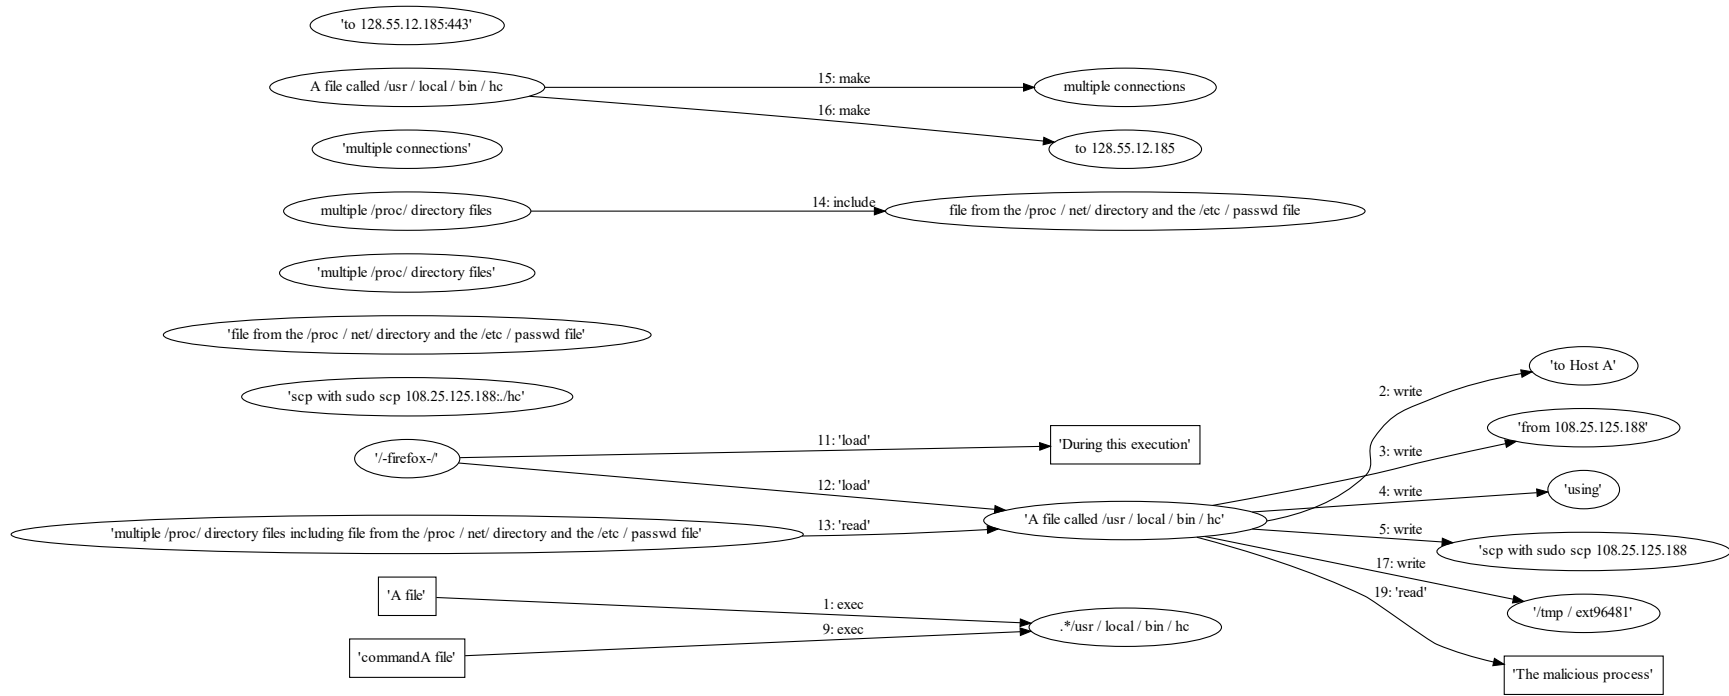 'to 128.55.12.185:443'
A file called /usr / local / bin / hc
15: make
multiple connections
16: make
'multiple connections'
to 128.55.12.185
multiple /proc/ directory files
14: include
file from the /proc / net/ directory and the /etc / passwd file
'multiple /proc/ directory files'
'file from the /proc / net/ directory and the /etc / passwd file'
'to Host A'
2: write
'scp with sudo scp 108.25.125.188:./hc'
'from 108.25.125.188'
'/-firefox-/'
11: 'load'
'During this execution'
3: write
12: 'load'
4: write
'using'
'multiple /proc/ directory files including file from the /proc / net/ directory and the /etc / passwd file'
13: 'read'
'A file called /usr / local / bin / hc'
5: write
'scp with sudo scp 108.25.125.188
17: write
'A file'
1: exec
19: 'read'
'/tmp / ext96481'
9: exec
.*/usr / local / bin / hc
'commandA file'
'The malicious process'